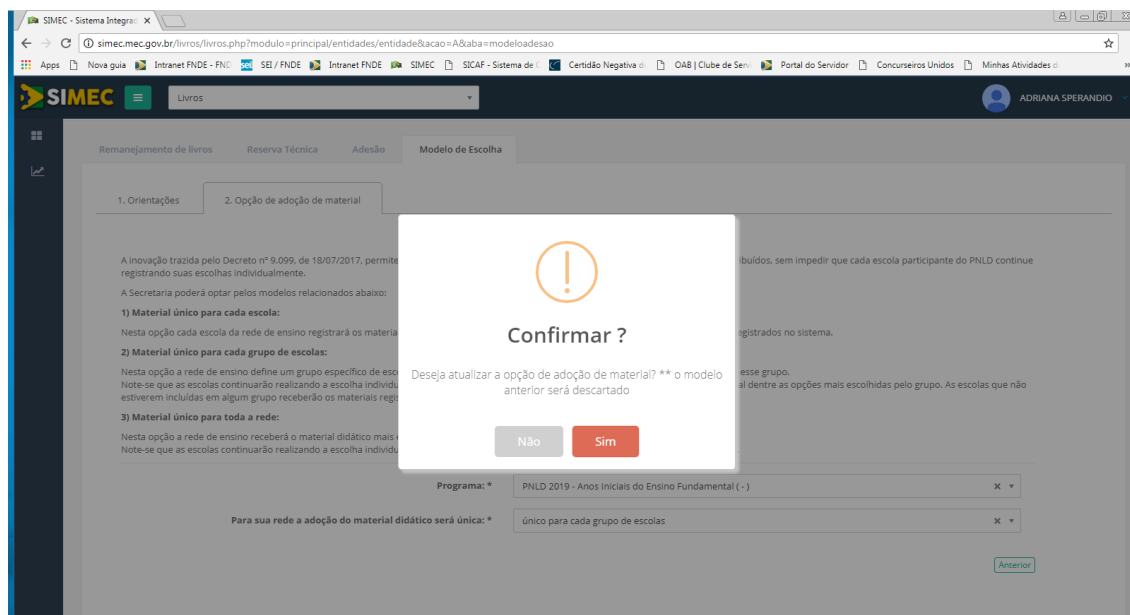 SIMEC - Sistema Integrad
simec.mec.gov.br/livros/livros.php?modulo=principal/entidades/entidade&acao=A&aba=modeloadesao
Apps Nova guia Intranet FNDE - FND SEI / FNDE Intranet FNDE SIMEC SICAF - Sistema de C Certidão Negativa d OAB | Clube de Serv Portal do Servidor Concurseiros Unidos Minhas Atividades d
SIMEC Livros ADRIANA SPERANDIO
Remanejamento de livros Reserva Técnica Adesão Modelo de Escolha
1. Orientações 2. Opção de adoção de material
A inovação trazida pelo Decreto nº 9.099, de 18/07/2017, permite ibuídos, sem impedir que cada escola participante do PNLD continue
registrando suas escolhas individualmente.
A Secretaria poderá optar pelos modelos relacionados abaixo:
1) Material único para cada escola:
Nesta opção cada escola da rede de ensino registrará os materia egistrados no sistema.
2) Material único para cada grupo de escolas:
Nesta opção a rede de ensino define um grupo específico de esc esse grupo.
Note-se que as escolas continuarão realizando a escolha individu al dentre as opções mais escolhidas pelo grupo. As escolas que não
estiverem incluídas em algum grupo receberão os materiais regis
3) Material único para toda a rede:
Nesta opção a rede de ensino receberá o material didático mais
Note-se que as escolas continuarão realizando a escolha individu
Confirmar ?
Deseja atualizar a opção de adoção de material? ** o modelo
anterior será descartado
Não Sim
Programa: * PNLD 2019 - Anos Iniciais do Ensino Fundamental ( - )
Para sua rede a adoção do material didático será única: * único para cada grupo de escolas
Anterior